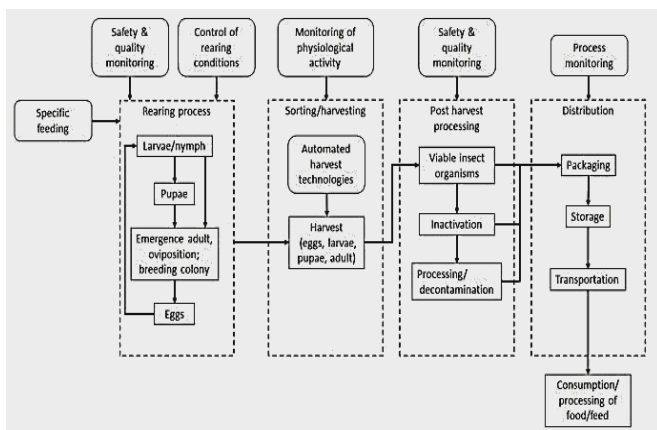 Safety &
quality
monitoring
Control of
rearing
conditions
Monitoring of
physiological
activity
Safety &
quality
monitoring
Process
monitoring
Specific
feeding
Rearing process
Larvae/nymph
Pupae
Emergence adult,
oviposition;
breeding colony
Eggs
Sorting/harvesting
Automated
harvest
technologies
Harvest
(eggs, larvae,
pupae, adult)
Post harvest
processing
Viable insect
organisms
Inactivation
Processing/
decontamination
Distribution
Packaging
Storage
Transportation
Consumption/
processing of
food/feed